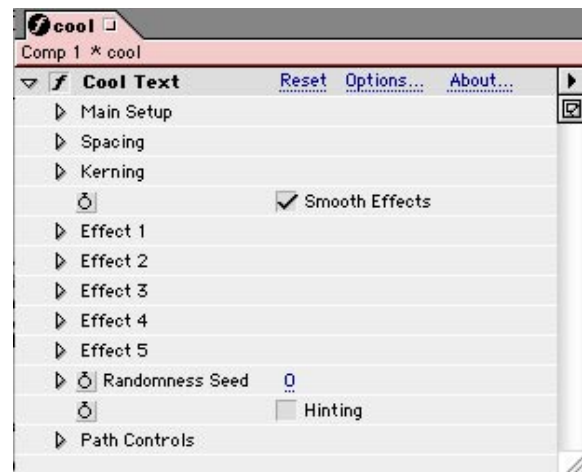 cool
Comp 1 * cool
f Cool Text Reset Options... About...
Main Setup
Spacing
Kerning
Smooth Effects
Effect 1
Effect 2
Effect 3
Effect 4
Effect 5
Randomness Seed 0
Hinting
Path Controls